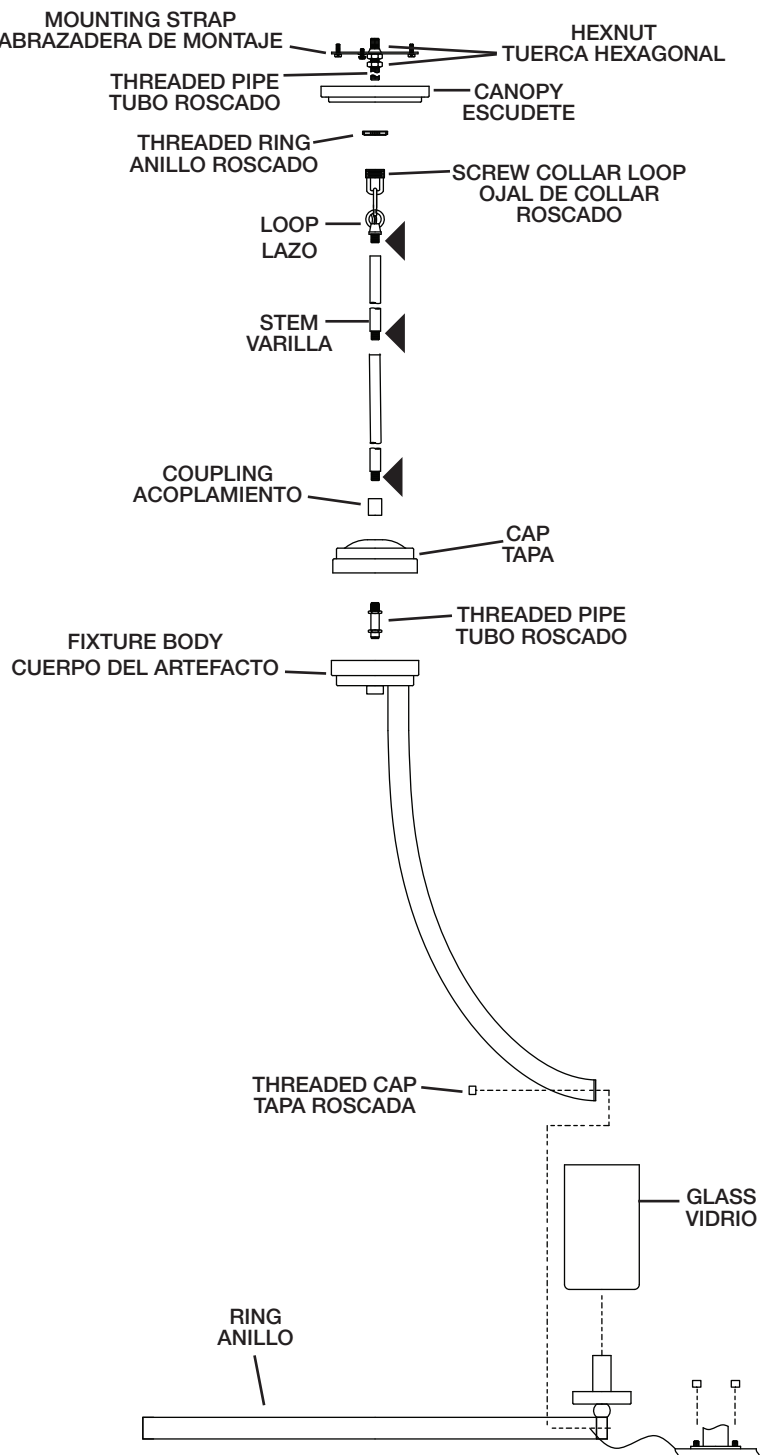 MOUNTING STRAP
ABRAZADERA DE MONTAJE
HEXNUT
TUERCA HEXAGONAL
THREADED PIPE
TUBO ROSCADO
CANOPY
ESCUDETE
THREADED RING
ANILLO ROSCADO
SCREW COLLAR LOOP
OJAL DE COLLAR
ROSCADO
LOOP
LAZO
STEM
VARILLA
COUPLING
ACOPLAMIENTO
CAP
TAPA
THREADED PIPE
TUBO ROSCADO
FIXTURE BODY
CUERPO DEL ARTEFACTO
THREADED CAP
TAPA ROSCADA
GLASS
VIDRIO
RING
ANILLO